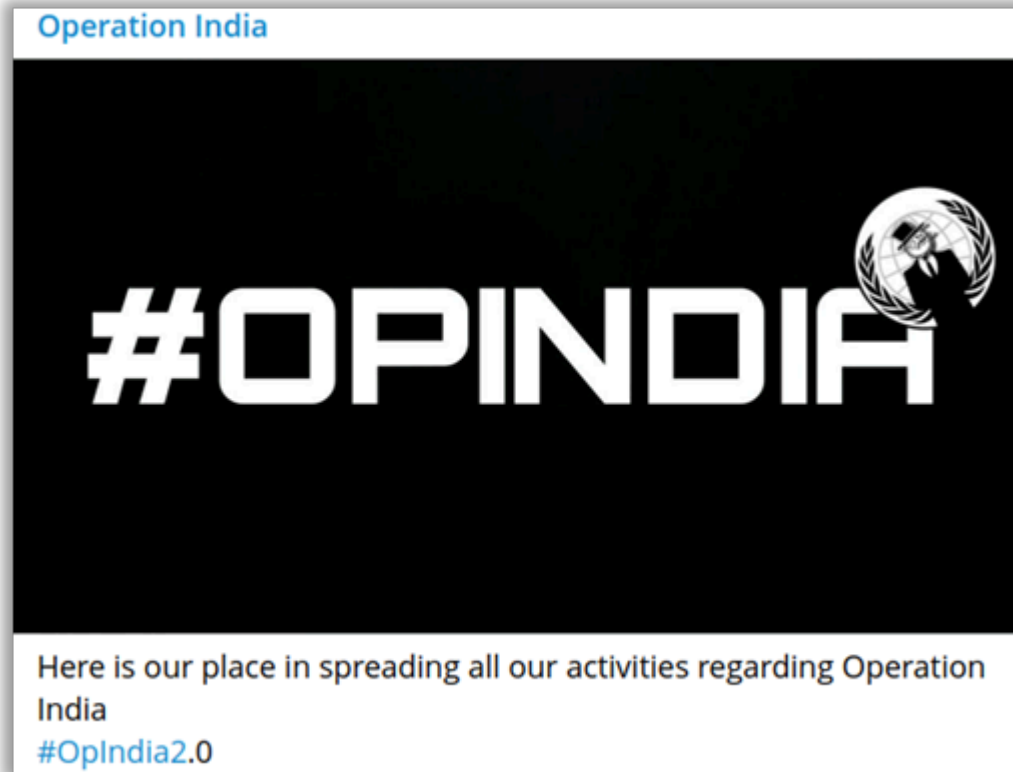 Operation India
#OPINDIA
Here is our place in spreading all our activities regarding Operation
India
#OpIndia2.0